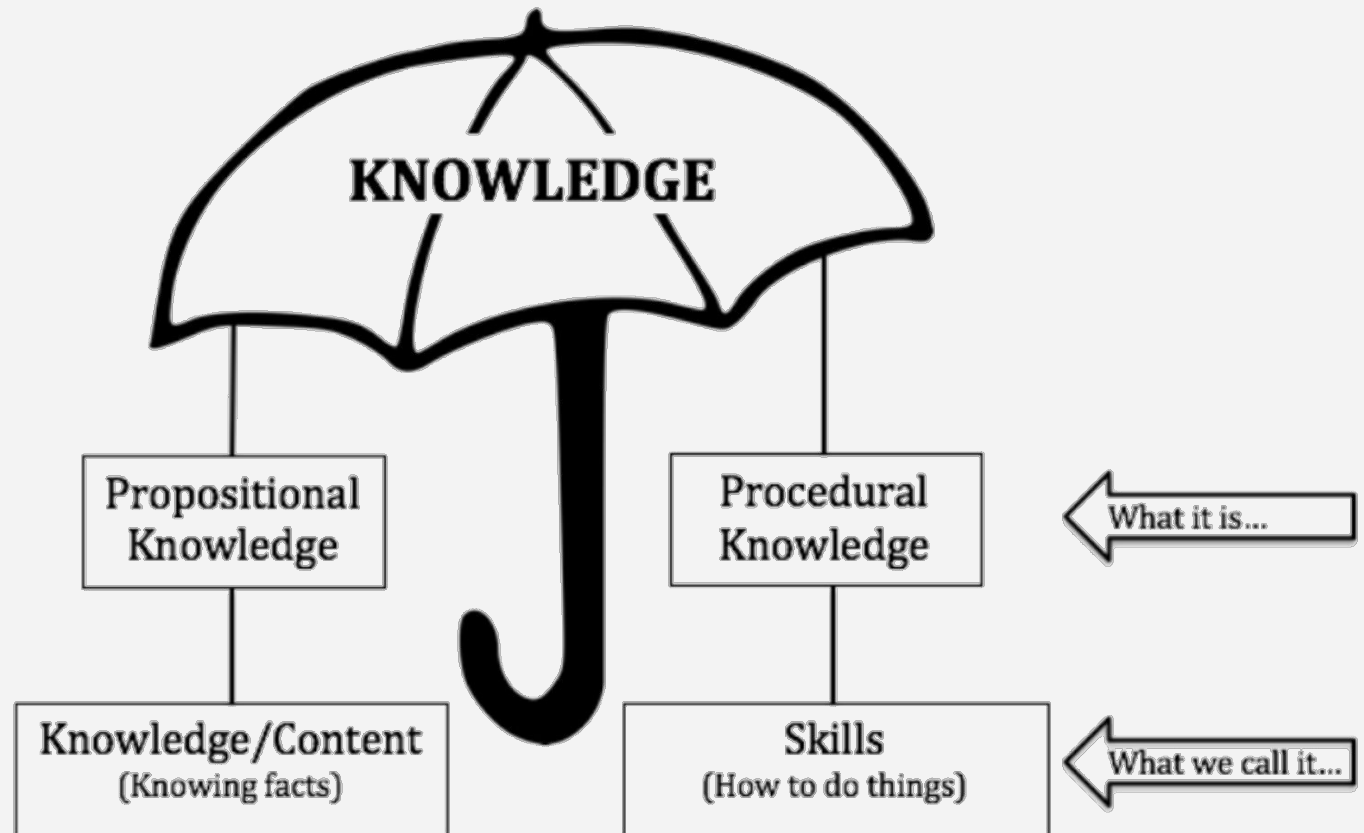 KNOWLEDGE
Propositional
Knowledge
Procedural
Knowledge
What it is...
Knowledge/Content
(Knowing facts)
Skills
(How to do things)
What we call it...